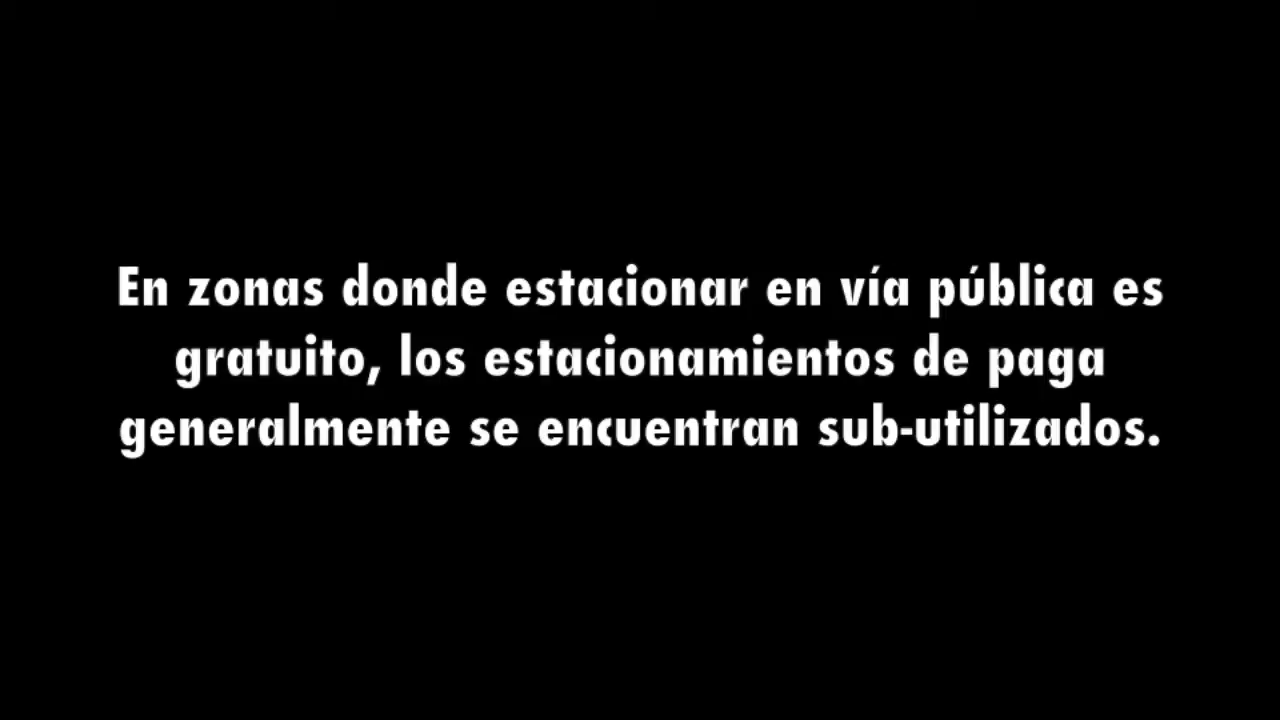 En zonas donde estacionar en vía pública es
gratuito, los estacionamientos de paga
generalmente se encuentran sub-utilizados.